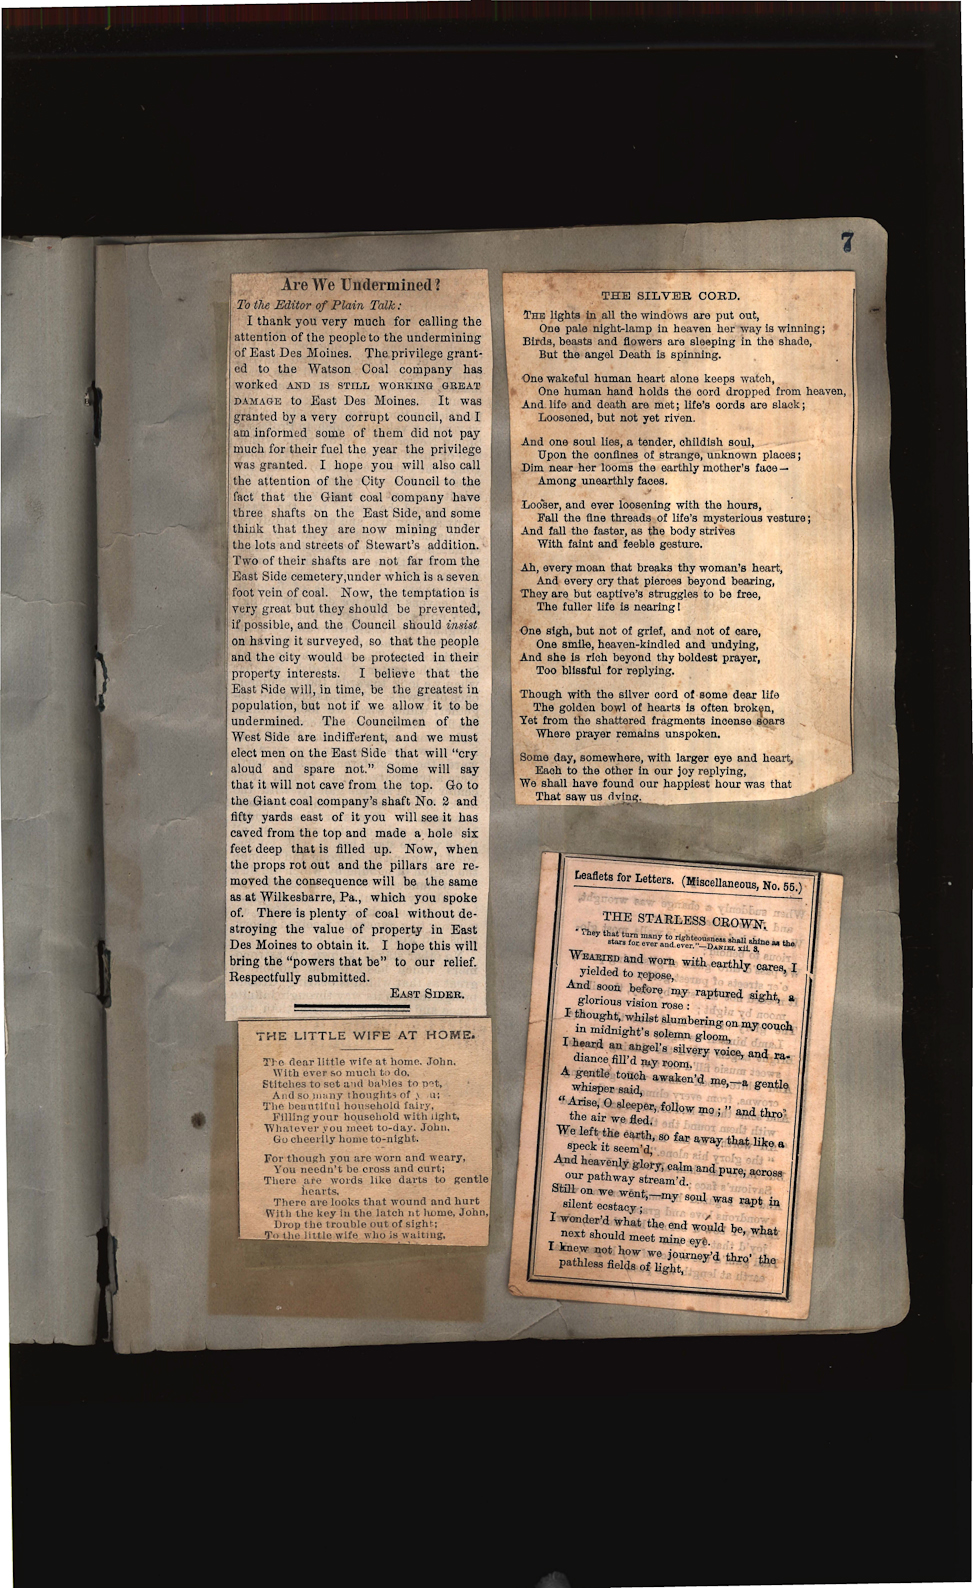 7
Are We Undermined?
To the Editor of Plain Talk:
I thank you very much for calling the
attention of the people to the undermining
of East Des Moines. The privilege grant-
ed to the Watson Coal company has
worked AND IS STILL WORKING GREAT
DAMAGE to East Des Moines. It was
granted by a very corrupt council, and I
am informed some of them did not pay
much for their fuel the year the privilege
was granted. I hope you will also call
the attention of the City Council to the
fact that the Giant coal company have
three shafts on the East Side, and some
think that they are now mining under
the lots and streets of Stewart's addition.
Two of their shafts are not far from the
East Side cemetery, under which is a seven
foot vein of coal. Now, the temptation is
very great but they should be prevented,
if possible, and the Council should insist
on having it surveyed, so that the people
and the city would be protected in their
property interests. I believe that the
East Side will, in time, be the greatest in
population, but not if we allow it to be
undermined. The Councilmen of the
West Side are indifferent, and we must
elect men on the East Side that will "cry
aloud and spare not." Some will say
that it will not cave from the top. Go to
the Giant coal company's shaft No. 2 and
fifty yards east of it you will see it has
caved from the top and made a hole six
feet deep that is filled up. Now, when
the props rot out and the pillars are re-
moved the consequence will be the same
as at Wilkesbarre, Pa., which you spoke
of. There is plenty of coal without de-
stroying the value of property in East
Des Moines to obtain it. I hope this will
bring the "powers that be" to our relief.
Respectfully submitted.
EAST SIDER.
THE LITTLE WIFE AT HOME.
The dear little wife at home, John,
With ever so much to do,
Stitches to set and babies to pet,
And so many thoughts of you;
The beautiful household fairy,
Filling your household with light,
Whatever you meet to-day, John,
Go cheerily home to-night.
For though you are worn and weary,
You needn't be cross and curt;
There are words like darts to gentle
hearts,
There are looks that wound and hurt
With the key in the latch at home, John,
Drop the trouble out of sight;
To the little wife who is waiting,
THE SILVER CORD.
THE lights in all the windows are put out,
One pale night-lamp in heaven her way is winning;
Birds, beasts and flowers are sleeping in the shade,
But the angel Death is spinning.
One wakeful human heart alone keeps watch,
One human hand holds the cord dropped from heaven,
And life and death are met; life's cords are slack;
Loosened, but not yet riven.
And one soul lies, a tender, childish soul,
Upon the confines of strange, unknown places;
Dim near her looms the earthly mother's face—
Among unearthly faces.
Looser, and ever loosening with the hours,
Fall the fine threads of life's mysterious vesture;
And fall the faster, as the body strives
With faint and feeble gesture.
Ah, every moan that breaks thy woman's heart,
And every cry that pierces beyond bearing,
They are but captive's struggles to be free,
The fuller life is nearing!
One sigh, but not of grief, and not of care,
One smile, heaven-kindled and undying,
And she is rich beyond thy boldest prayer,
Too blissful for replying.
Though with the silver cord of some dear life
The golden bowl of hearts is often broken,
Yet from the shattered fragments incense soars
Where prayer remains unspoken.
Some day, somewhere, with larger eye and heart,
Each to the other in our joy replying,
We shall have found our happiest hour was that
That saw us dying.
Leaflets for Letters. (Miscellaneous, No. 55.)
THE STARLESS CROWN.
"They that turn many to righteousness shall shine as the
stars for ever and ever."—DANIEL xii. 3.
WEARIED and worn with earthly cares, I
yielded to repose,
And soon before my raptured sight, a
glorious vision rose:
I thought, whilst slumbering on my couch
in midnight's solemn gloom,
I heard an angel's silvery voice, and ra-
diance fill'd my room.
A gentle touch awaken'd me,—a gentle
whisper said,
"Arise, O sleeper, follow me;" and thro'
the air we fled.
We left the earth, so far away that like a
speck it seem'd,
And heavenly glory, calm and pure, across
our pathway stream'd.
Still on we went,—my soul was rapt in
silent ecstacy;
I wonder'd what the end would be, what
next should meet mine eye.
I knew not how we journey'd thro' the
pathless fields of light,